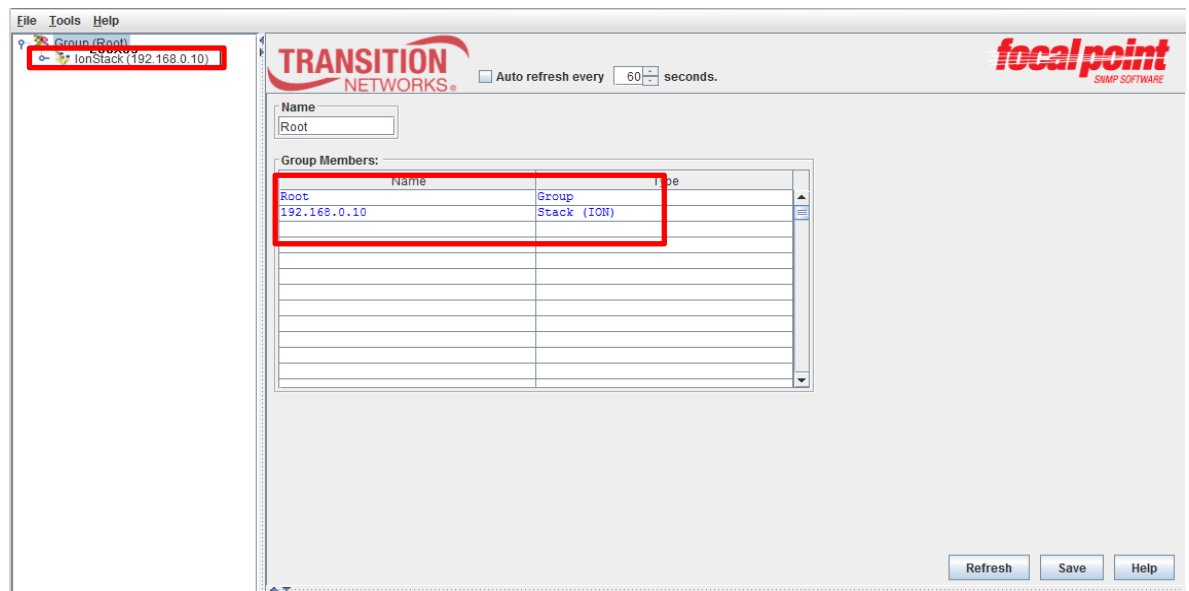 File Tools Help
Group (Root)
IonStack (192.168.0.10)
TRANSITION
NETWORKS®
Auto refresh every 60 seconds.
focalpoint
SNMP SOFTWARE
Name
Root
Group Members:
Name Type
Root Group
192.168.0.10 Stack (ION)
Refresh Save Help